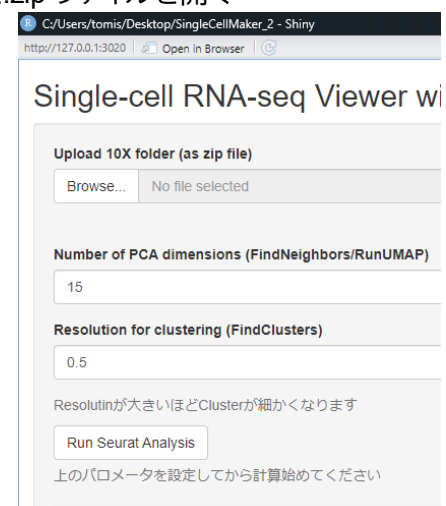 C:/Users/tomis/Desktop/SingleCellMaker_2 - Shiny
http://127.0.0.1:3020 Open in Browser
Single-cell RNA-seq Viewer wi
Upload 10X folder (as zip file)
Browse... No file selected
Number of PCA dimensions (FindNeighbors/RunUMAP)
15
Resolution for clustering (FindClusters)
0.5
Resolutinが大きいほどClusterが細かくなります
Run Seurat Analysis
上のパロメータを設定してから計算始めてください